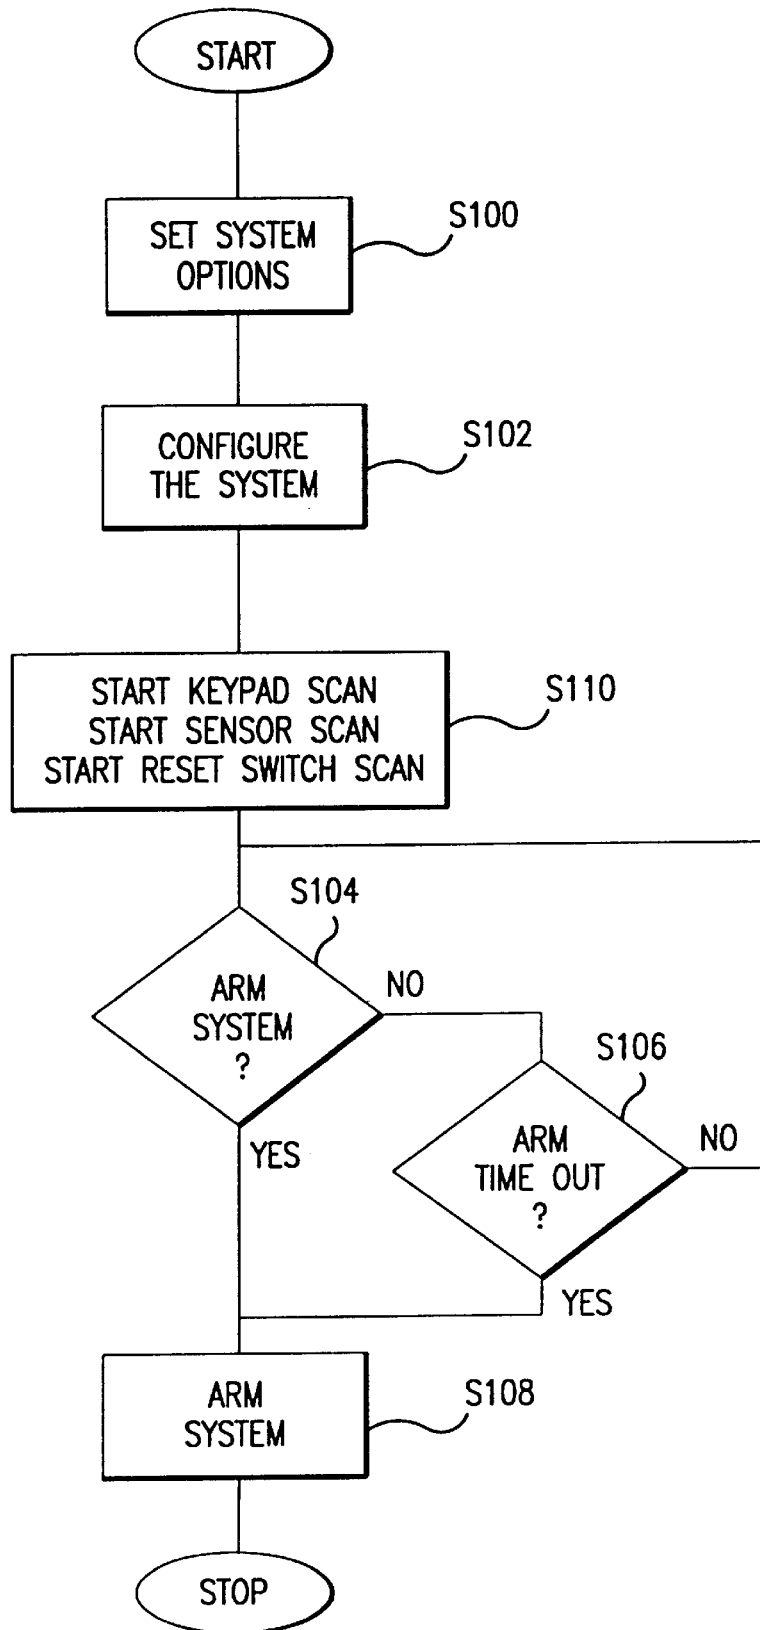 START
SET SYSTEM
OPTIONS
S100
CONFIGURE
THE SYSTEM
S102
START KEYPAD SCAN
START SENSOR SCAN
START RESET SWITCH SCAN
S110
S104
ARM
SYSTEM
?
NO
YES
S106
ARM
TIME OUT
?
NO
YES
ARM
SYSTEM
S108
STOP